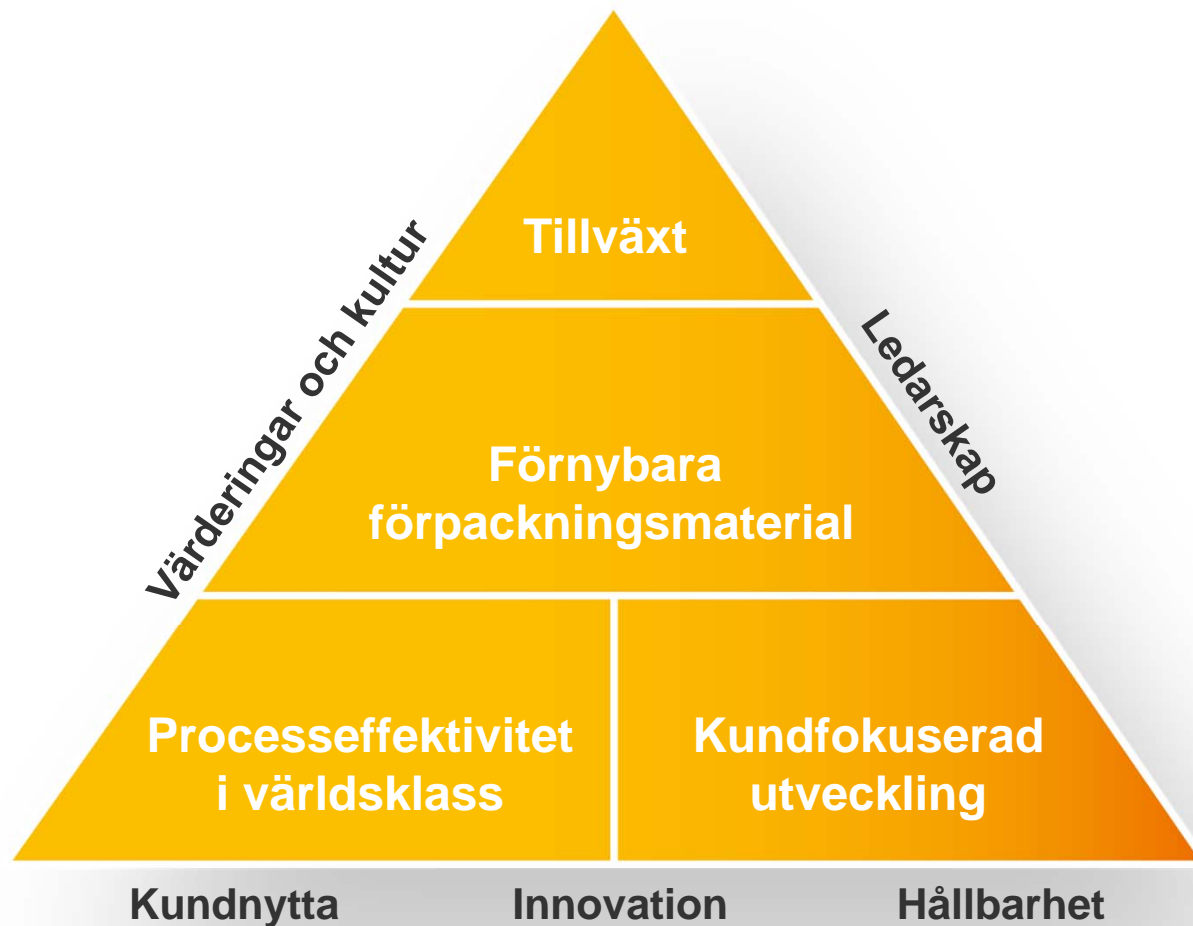 Tillväxt
Värderingar och kultur
Ledarskap
Förnybara
förpackningsmaterial
Processeffektivitet
i världsklass
Kundfokuserad
utveckling
Kundnytta
Innovation
Hållbarhet